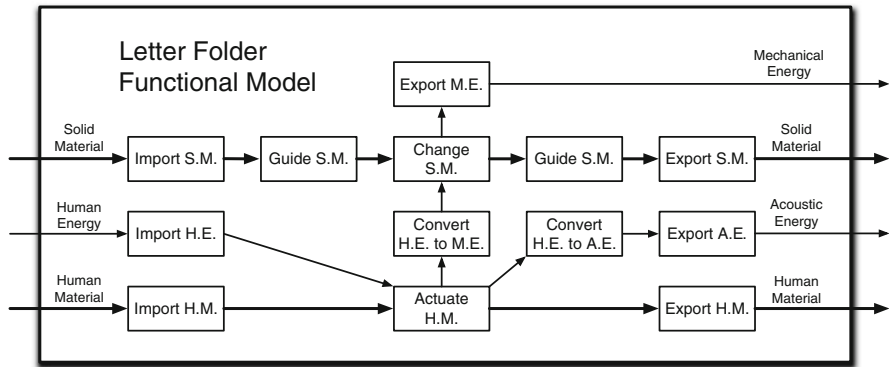 Letter Folder
Functional Model
Export M.E.
Mechanical
Energy
Solid
Material
Import S.M.
Guide S.M.
Change
S.M.
Guide S.M.
Export S.M.
Solid
Material
Human
Energy
Import H.E.
Convert
H.E. to M.E.
Convert
H.E. to A.E.
Export A.E.
Acoustic
Energy
Human
Material
Import H.M.
Actuate
H.M.
Export H.M.
Human
Material